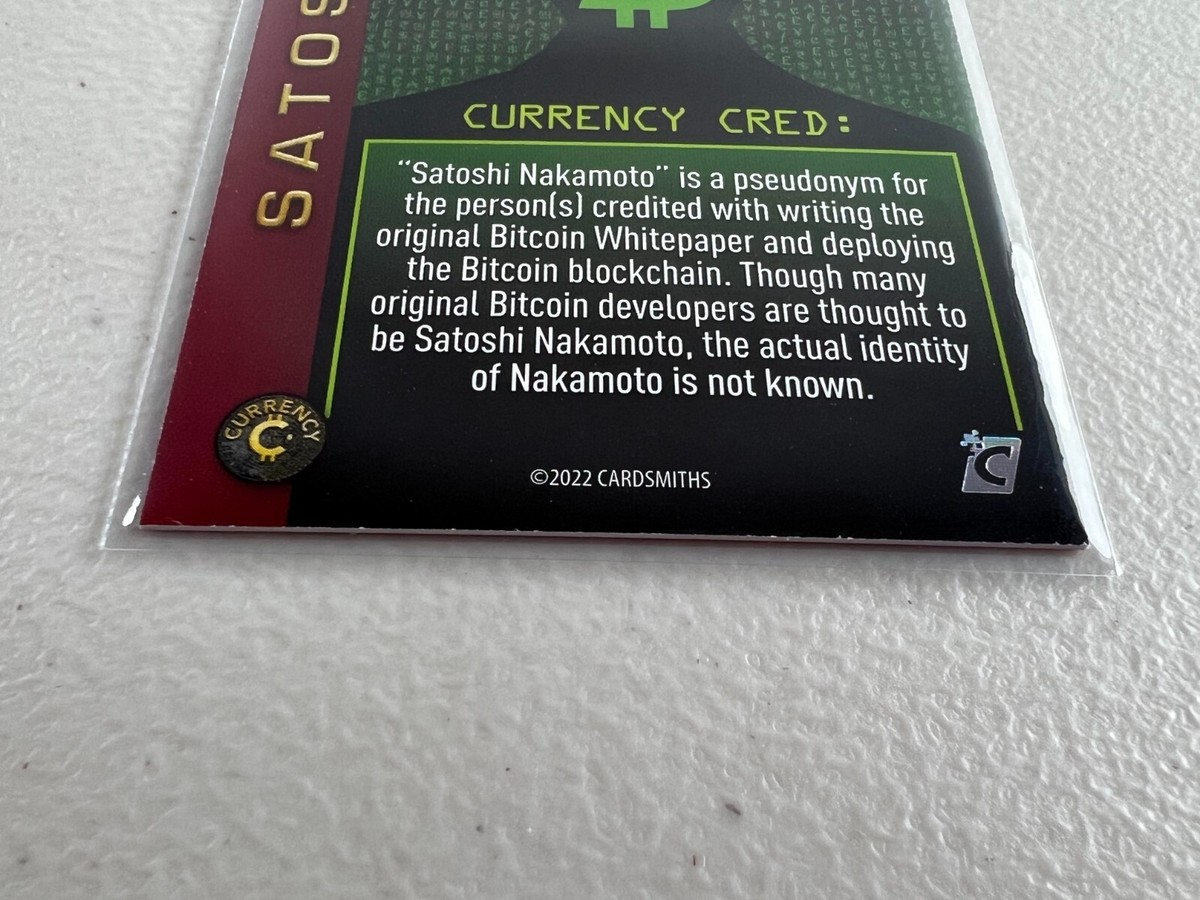 SATOS
CURRENCY CRED:
“Satoshi Nakamoto” is a pseudonym for
the person(s) credited with writing the
original Bitcoin Whitepaper and deploying
the Bitcoin blockchain. Though many
original Bitcoin developers are thought to
be Satoshi Nakamoto, the actual identity
of Nakamoto is not known.
CURRENCY
C
©2022 CARDSMITHS
C